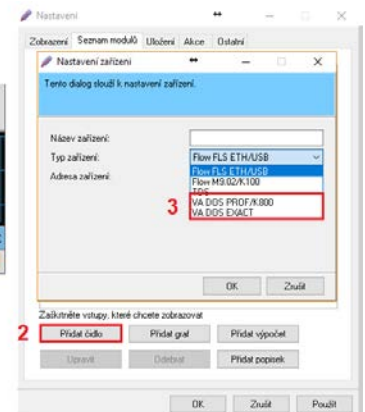 Nastavení
Zobrazení Seznam modulů Uložení Akce Ostatní
Nastavení zařízení
Tento dialog slouží k nastavení zařízení.
Název zařízení:
Typ zařízení: Flow FLS ETH/USB
Adresa zařízení:
Flow FLS ETH/USB
Flow M9.02/K100
TDS
3 VA DOS PROF/K800
VA DOS EXACT
OK Zrušit
Zaškrtněte vstupy, které chcete zobrazovat
2 Přidat čidlo Přidat graf Přidat výpočet
Upravit Odebrat Přidat popisek
OK Zrušit Použít